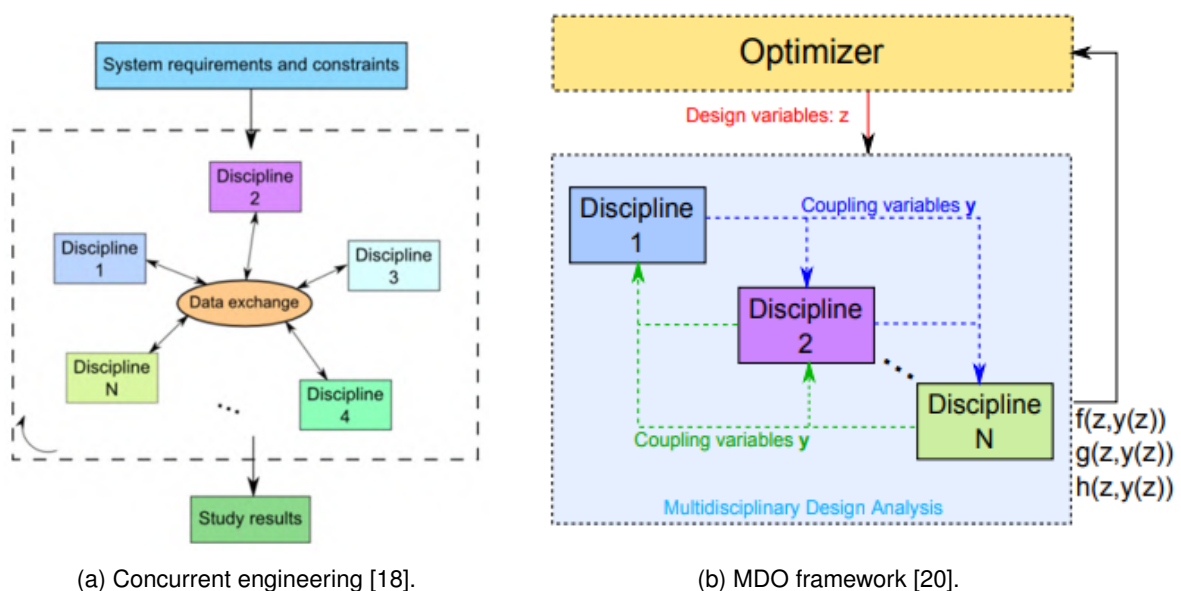 System requirements and constraints
Discipline
2
Discipline
1
Discipline
3
Data exchange
Discipline
N
Discipline
4
...
Study results
(a) Concurrent engineering [18].
Optimizer
Design variables: z
Discipline
1
Coupling variables y
Discipline
2
...
Discipline
N
Coupling variables y
f(z,y(z))
g(z,y(z))
h(z,y(z))
Multidisciplinary Design Analysis
(b) MDO framework [20].